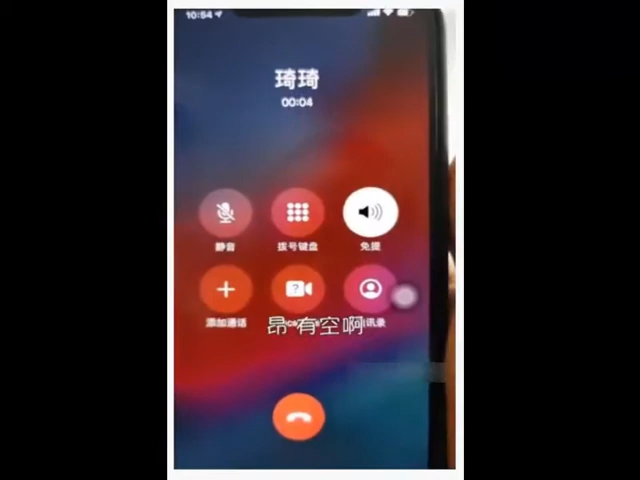 10:54
琦琦
00:04
静音 拨号键盘 免提
添加通话 讯录
昂 有空啊